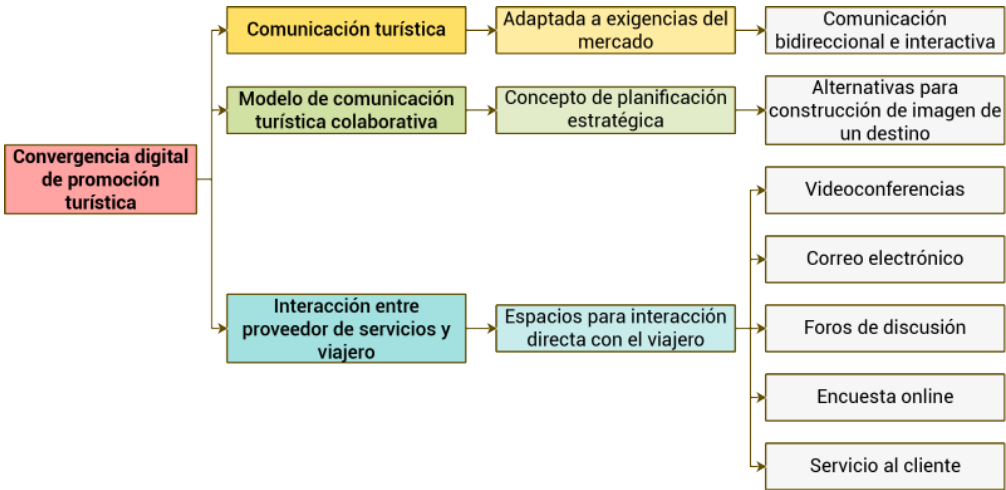 Comunicación turística
Adaptada a exigencias del
mercado
Comunicación
bidireccional e interactiva
Modelo de comunicación
turística colaborativa
Concepto de planificación
estratégica
Alternativas para
construcción de imagen de
un destino
Convergencia digital
de promoción
turística
Interacción entre
proveedor de servicios y
viajero
Espacios para interacción
directa con el viajero
Videoconferencias
Correo electrónico
Foros de discusión
Encuesta online
Servicio al cliente